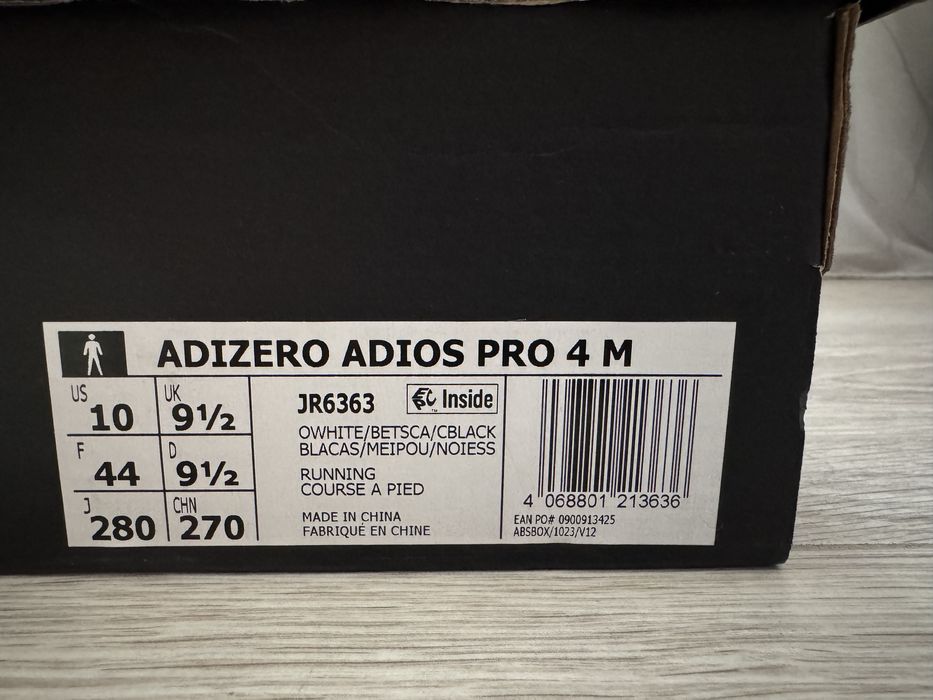 ADIZERO ADIOS PRO 4 M
US 10 UK 9½
F 44 D 9½
J 280 CHN 270
JR6363
Inside
™
OWHITE/BETSCA/CBLACK
BLACAS/MEIPOU/NOIESS
RUNNING
COURSE A PIED
MADE IN CHINA
FABRIQUÉ EN CHINE
4 068801 213636
EAN PO# 0900913425
ABSBOX/1023/V12